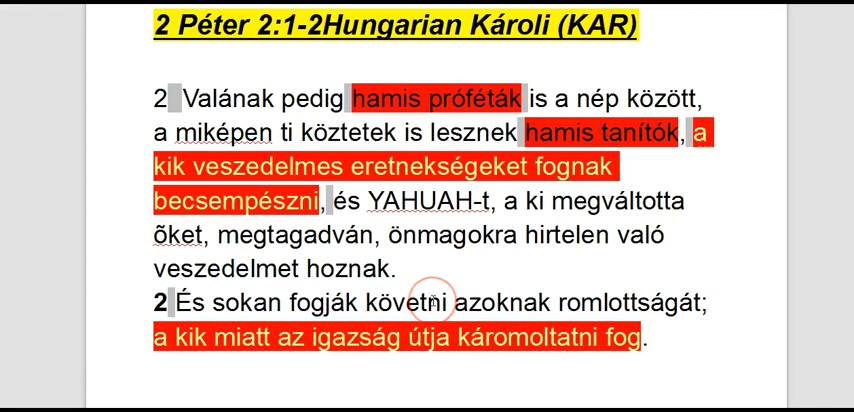 2 Péter 2:1-2Hungarian Károli (KAR)
2 Valának pedig hamis próféták is a nép között,
a miképen ti köztetek is lesznek hamis tanítók, a
kik veszedelmes eretnekségeket fognak
becsempészni, és YAHUAH-t, a ki megváltotta
õket, megtagadván, önmagokra hirtelen való
veszedelmet hoznak.
2 És sokan fogják követni azoknak romlottságát;
a kik miatt az igazság útja káromoltatni fog.